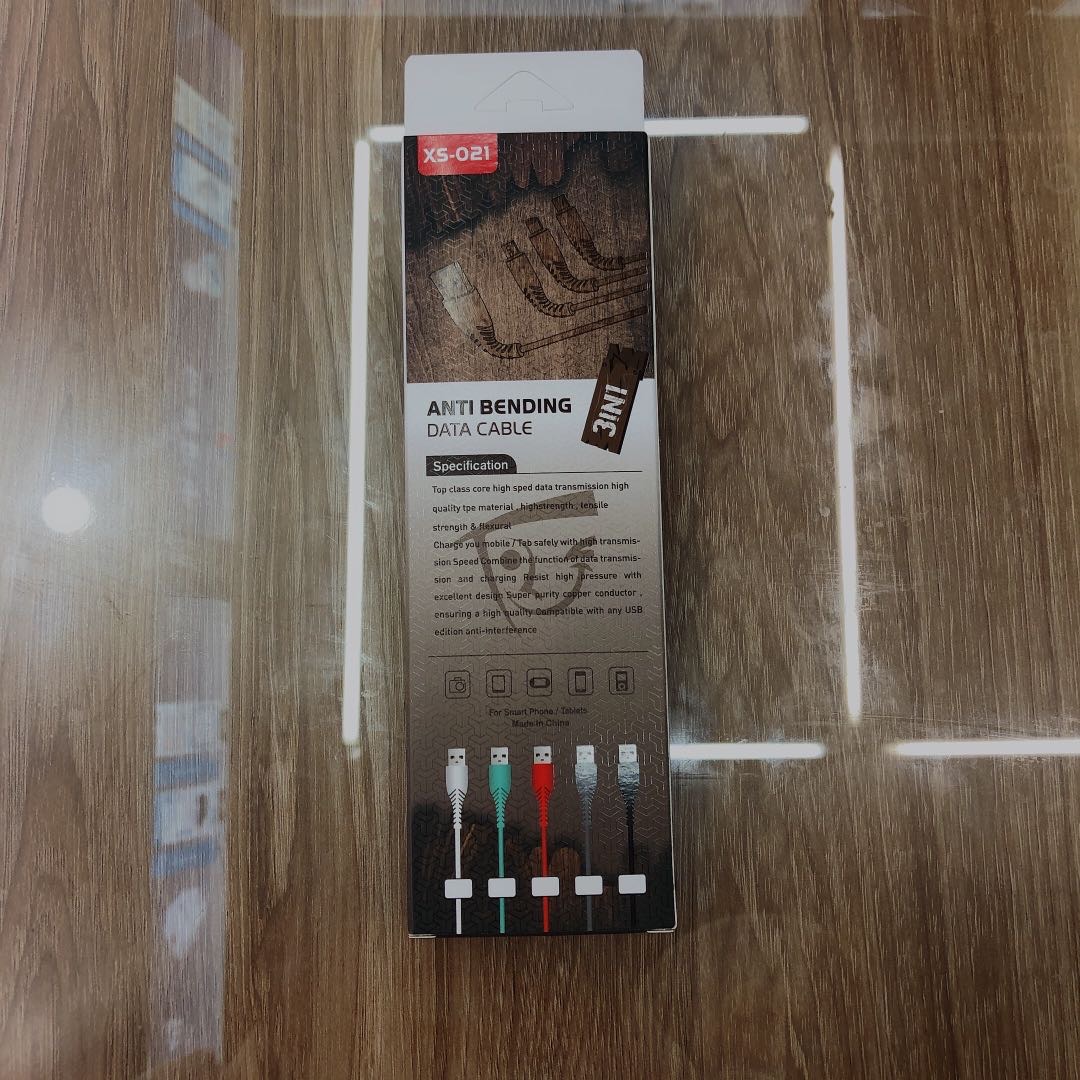 XS-021
3IN1
ANTI BENDING
DATA CABLE
Specification
Top class core high sped data transmission high
quality tpe material , highstrength , tensile
strength & flexural
Charge you mobile / Tab safely with high transmis-
sion Speed Combine the function of data transmis-
sion and charging Resist high pressure with
excellent design Super purity copper conductor ,
ensuring a high quality Compatible with any USB
edition anti-interference
For Smart Phone / Tablets
Made In China